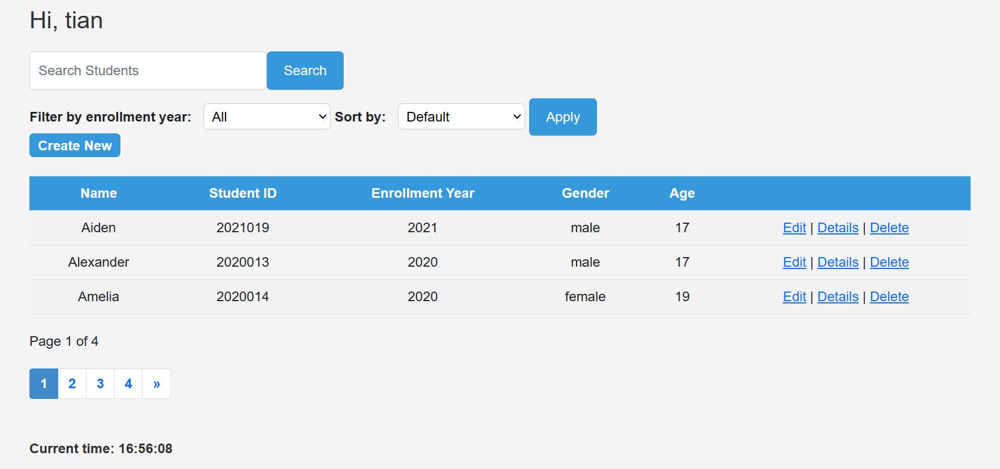 Hi, tian
Search Students Search
Filter by enrollment year: All Sort by: Default Apply
Create New
Name Student ID Enrollment Year Gender Age
Aiden 2021019 2021 male 17 Edit | Details | Delete
Alexander 2020013 2020 male 17 Edit | Details | Delete
Amelia 2020014 2020 female 19 Edit | Details | Delete
Page 1 of 4
1 2 3 4 »
Current time: 16:56:08